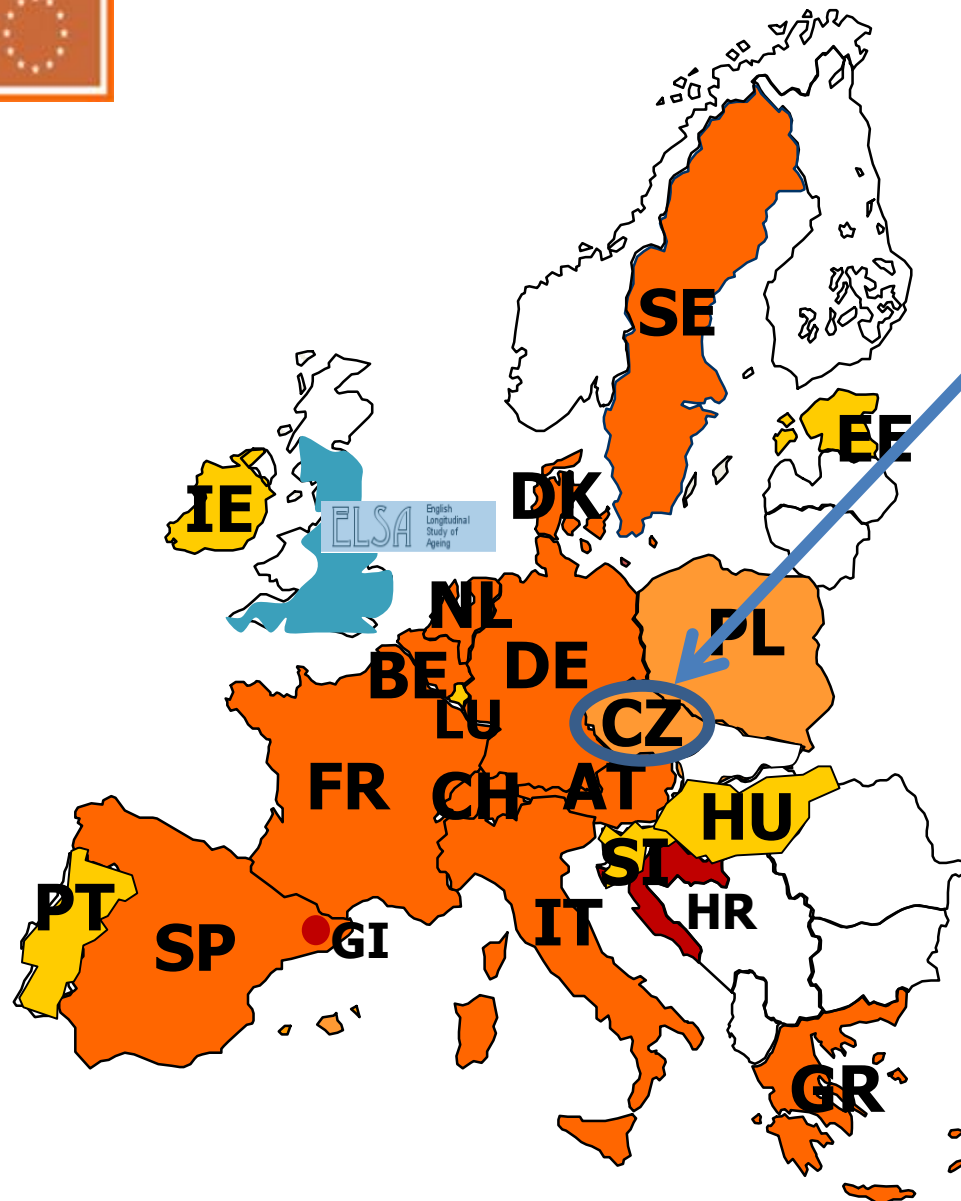 SE
EE
IE
DK
ELSA
English
Longitudinal
Study of
Ageing
NL
PL
BE
DE
LU
CZ
FR
CH
AT
HU
SI
PT
HR
SP
GI
IT
GR